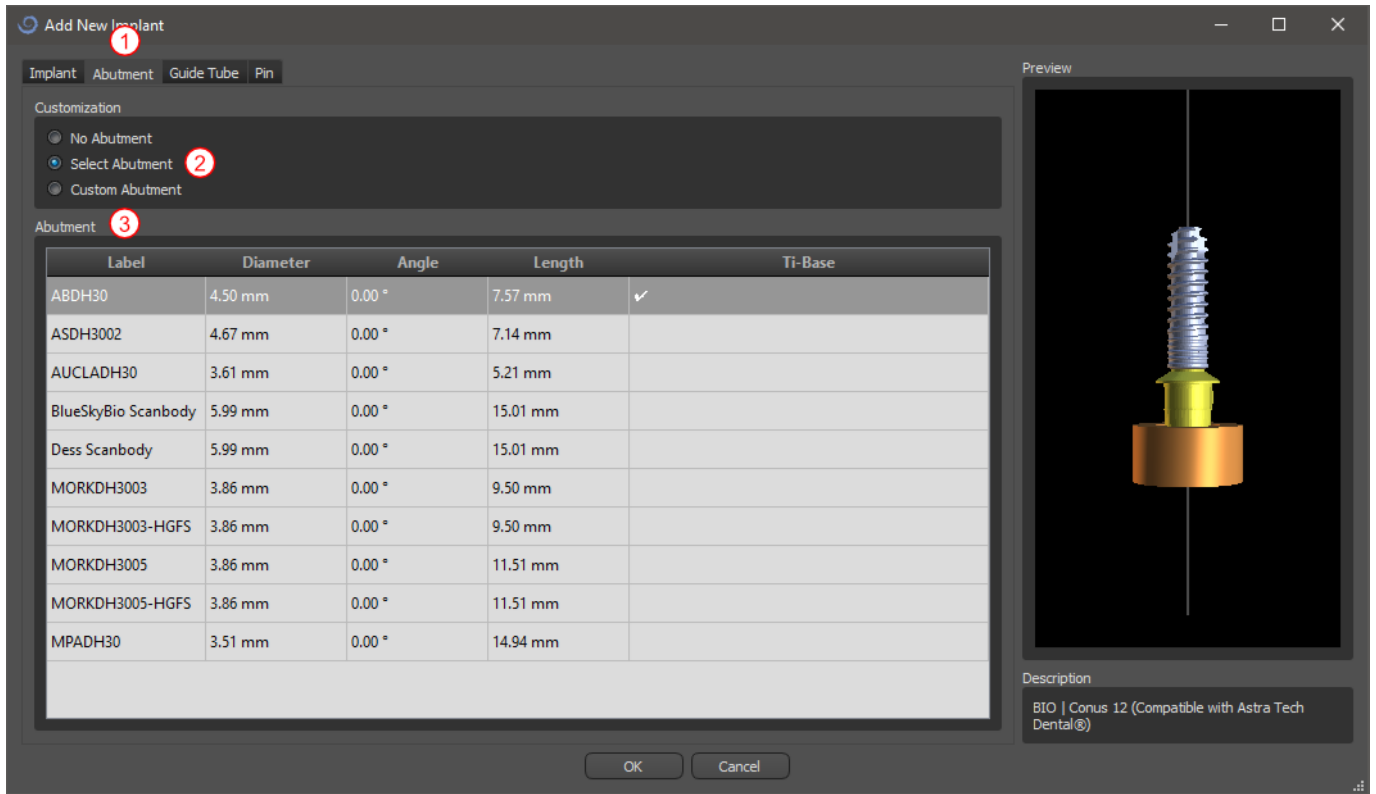 Add New Implant
1
Implant Abutment Guide Tube Pin
Customization
No Abutment
Select Abutment 2
Custom Abutment
Abutment 3
Label Diameter Angle Length Ti-Base
ABDH30 4.50 mm 0.00 ° 7.57 mm ✔
ASDH3002 4.67 mm 0.00 ° 7.14 mm
AUCLADH30 3.61 mm 0.00 ° 5.21 mm
BlueSkyBio Scanbody 5.99 mm 0.00 ° 15.01 mm
Dess Scanbody 5.99 mm 0.00 ° 15.01 mm
MORKDH3003 3.86 mm 0.00 ° 9.50 mm
MORKDH3003-HGFS 3.86 mm 0.00 ° 9.50 mm
MORKDH3005 3.86 mm 0.00 ° 11.51 mm
MORKDH3005-HGFS 3.86 mm 0.00 ° 11.51 mm
MPADH30 3.51 mm 0.00 ° 14.94 mm
OK Cancel
Preview
Description
BIO | Conus 12 (Compatible with Astra Tech
Dental®)